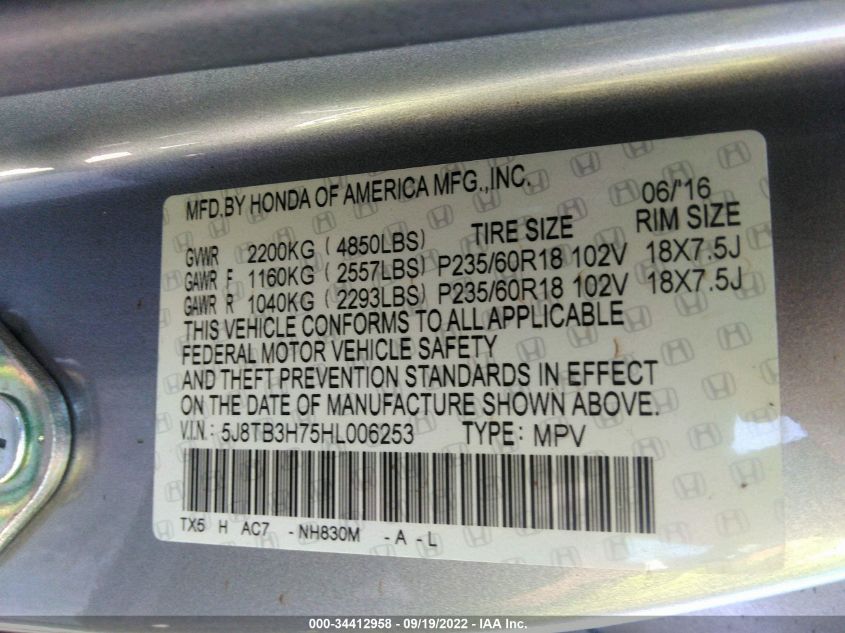 MFD.BY HONDA OF AMERICA MFG.,INC. 06/'16
TIRE SIZE RIM SIZE
GVWR 2200KG (4850LBS)
GAWR F 1160KG (2557LBS) P235/60R18 102V 18X7.5J
GAWR R 1040KG (2293LBS) P235/60R18 102V 18X7.5J
THIS VEHICLE CONFORMS TO ALL APPLICABLE
FEDERAL MOTOR VEHICLE SAFETY
AND THEFT PREVENTION STANDARDS IN EFFECT
ON THE DATE OF MANUFACTURE SHOWN ABOVE.
V.I.N.: 5J8TB3H75HL006253 TYPE: MPV
TX5 H AC7 -NH830M -A -L
000-34412958 - 09/19/2022 - IAA Inc.